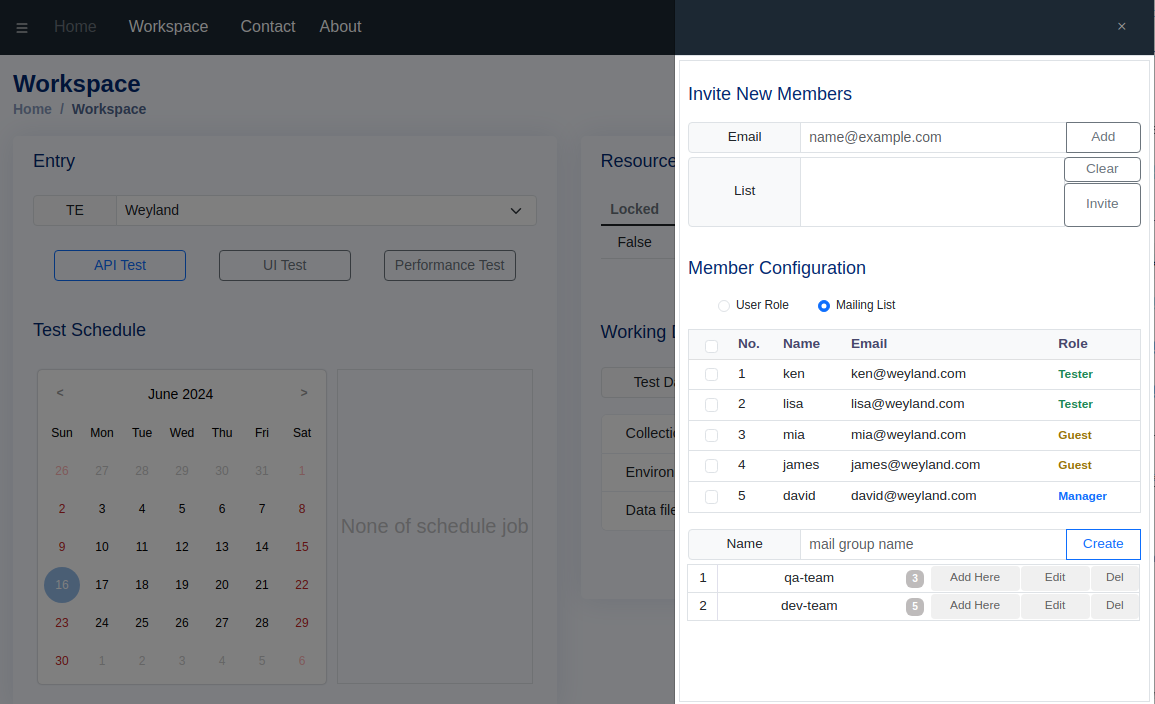 ☰ Home Workspace Contact About ×
Workspace
Home / Workspace
Entry
TE Weyland
API Test UI Test Performance Test
Test Schedule
< June 2024 >
Sun Mon Tue Wed Thu Fri Sat
26 27 28 29 30 31 1
2 3 4 5 6 7 8
9 10 11 12 13 14 15
16 17 18 19 20 21 22
23 24 25 26 27 28 29
30 1 2 3 4 5 6
None of schedule job
Resource
Locked
False
Working D
Test Da
Collectio
Environ
Data file
Invite New Members
Email name@example.com Add
List Clear
Invite
Member Configuration
User Role Mailing List
No. Name Email Role
1 ken ken@weyland.com Tester
2 lisa lisa@weyland.com Tester
3 mia mia@weyland.com Guest
4 james james@weyland.com Guest
5 david david@weyland.com Manager
Name mail group name Create
1 qa-team 3 Add Here Edit Del
2 dev-team 5 Add Here Edit Del